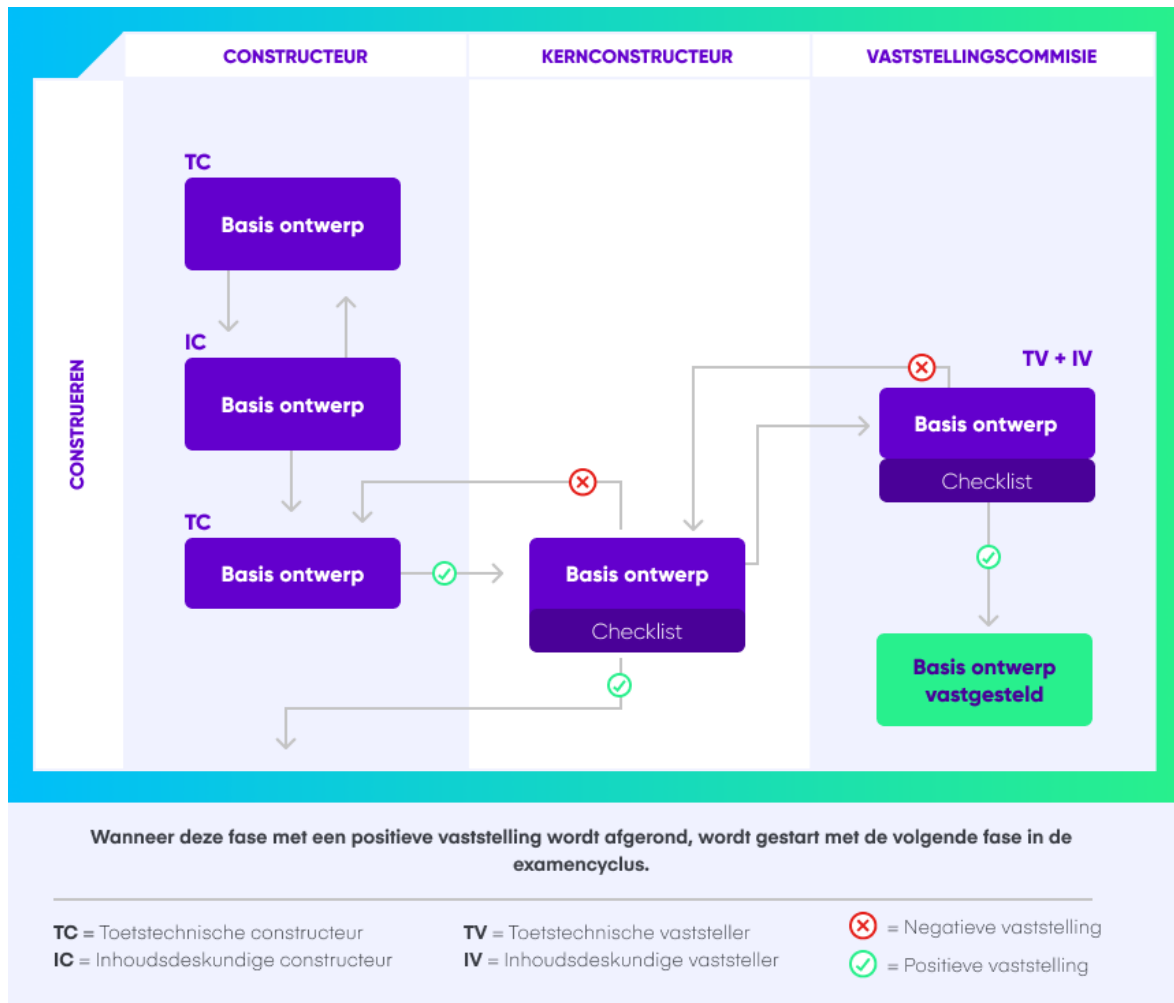 CONSTRUCTEUR
KERNCONSTRUCTEUR
VASTSTELLINGSCOMMISIE
CONSTRUEREN
TC
Basis ontwerp
IC
Basis ontwerp
TV + IV
Basis ontwerp
Checklist
TC
Basis ontwerp
Basis ontwerp
Checklist
Basis ontwerp
vastgesteld
Wanneer deze fase met een positieve vaststelling wordt afgerond, wordt gestart met de volgende fase in de
examencyclus.
TC = Toetstechnische constructeur
IC = Inhoudsdeskundige constructeur
TV = Toetstechnische vaststeller
IV = Inhoudsdeskundige vaststeller
= Negatieve vaststelling
= Positieve vaststelling